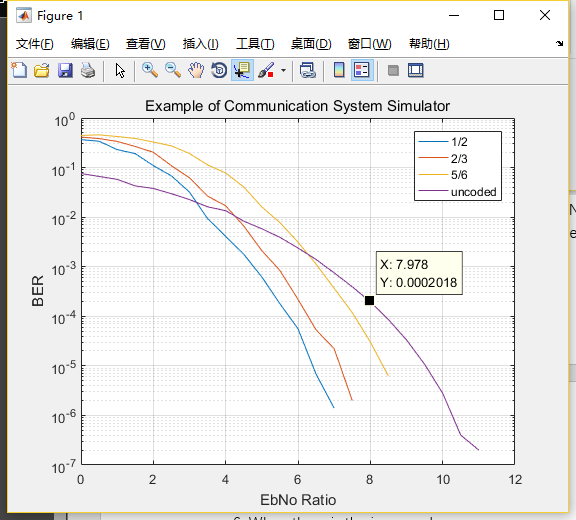 Figure 1
文件(F) 编辑(E) 查看(V) 插入(I) 工具(T) 桌面(D) 窗口(W) 帮助(H)
Example of Communication System Simulator
10^0
10^-1
10^-2
10^-3
10^-4
10^-5
10^-6
10^-7
BER
1/2
2/3
5/6
uncoded
X: 7.978
Y: 0.0002018
0 2 4 6 8 10 12
EbNo Ratio